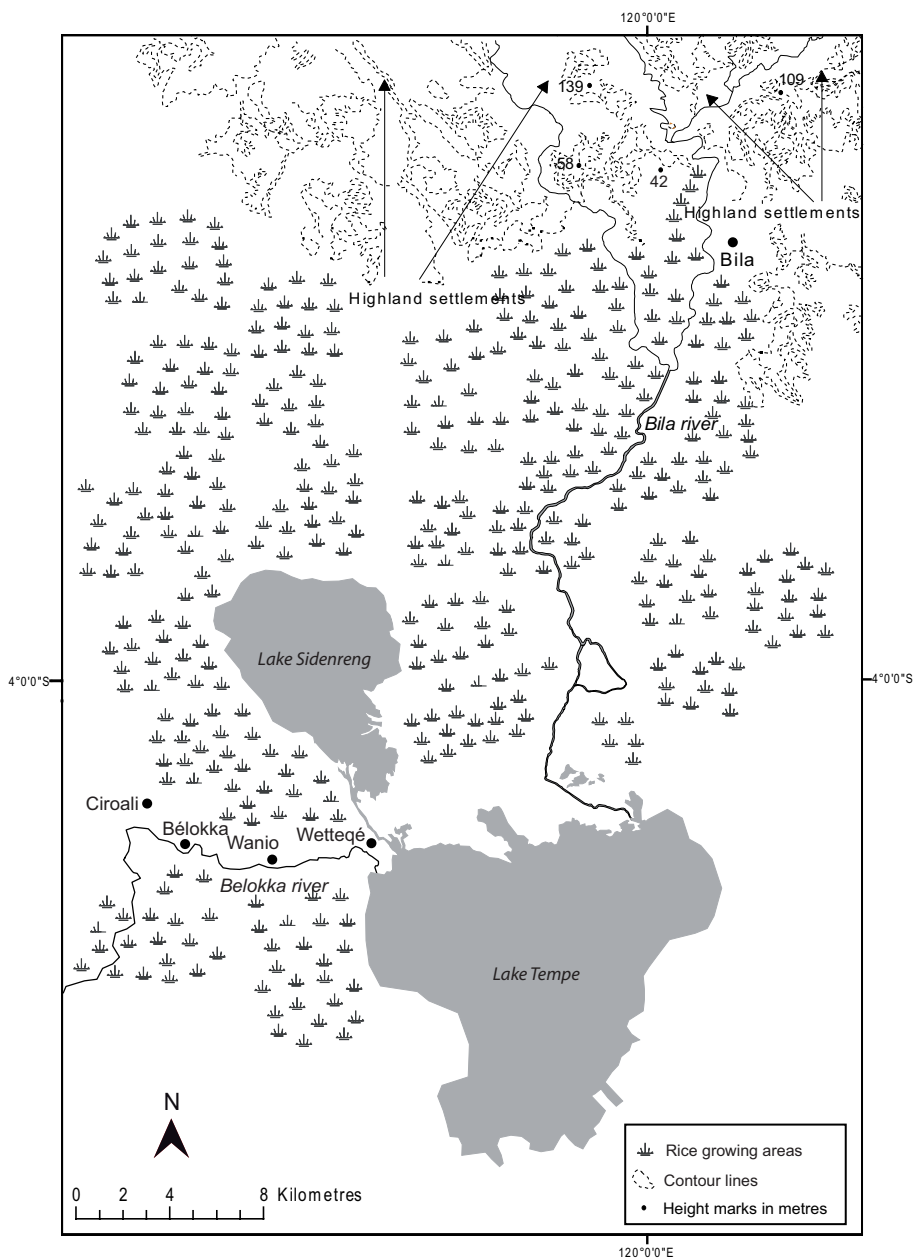 120°0'0"E
139
109
58
42
Highland settlements
Bila
Highland settlements
Bila river
Lake Sidenreng
4°0'0"S
4°0'0"S
Ciroali
Bélokka
Wanio
Wetteqé
Belokka river
Lake Tempe
N
0 2 4 8 Kilometres
Rice growing areas
Contour lines
Height marks in metres
120°0'0"E